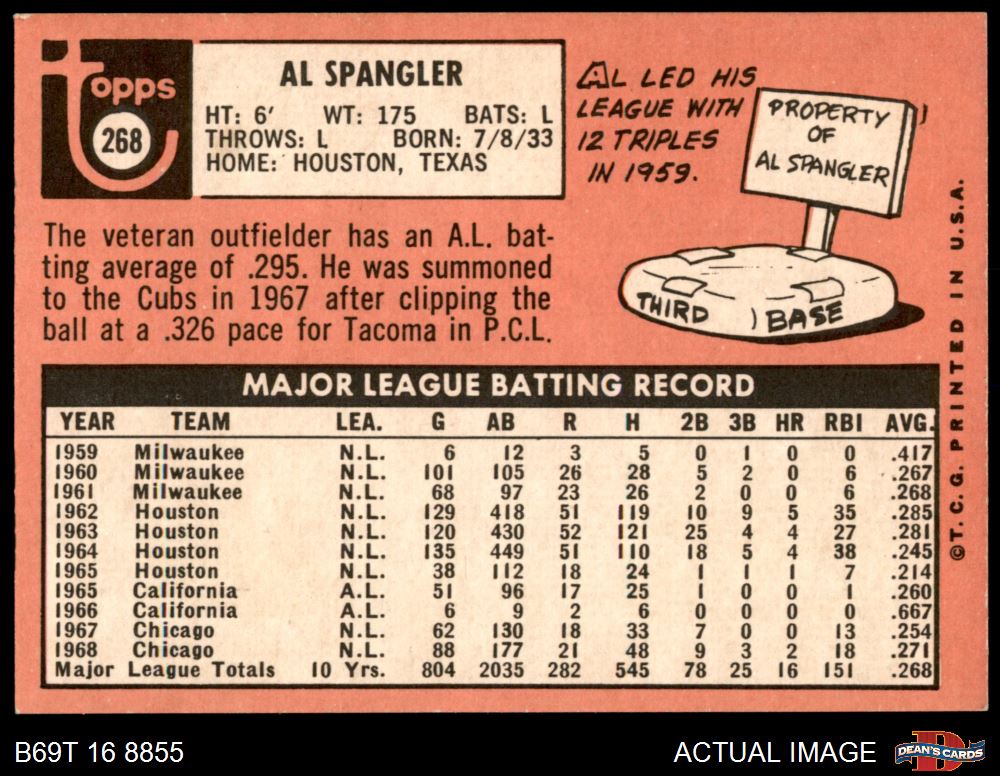 Topps
268
AL SPANGLER
HT: 6' WT: 175 BATS: L
THROWS: L BORN: 7/8/33
HOME: HOUSTON, TEXAS
AL LED HIS
LEAGUE WITH
12 TRIPLES
IN 1959.
PROPERTY
OF
AL SPANGLER
THIRD BASE
The veteran outfielder has an A.L. bat-
ting average of .295. He was summoned
to the Cubs in 1967 after clipping the
ball at a .326 pace for Tacoma in P.C.L.
MAJOR LEAGUE BATTING RECORD
YEAR TEAM LEA. G AB R H 2B 3B HR RBI AVG.
1959 Milwaukee N.L. 6 12 3 5 0 1 0 0 .417
1960 Milwaukee N.L. 101 105 26 28 5 2 0 6 .267
1961 Milwaukee N.L. 68 97 23 26 2 0 0 6 .268
1962 Houston N.L. 129 418 51 119 10 9 5 35 .285
1963 Houston N.L. 120 430 52 121 25 4 4 27 .281
1964 Houston N.L. 135 449 51 110 18 5 4 38 .245
1965 Houston N.L. 38 112 18 24 1 1 1 7 .214
1965 California A.L. 51 96 17 25 1 0 0 1 .260
1966 California A.L. 6 9 2 6 0 0 0 0 .667
1967 Chicago N.L. 62 130 18 33 7 0 0 13 .254
1968 Chicago N.L. 88 177 21 48 9 3 2 18 .271
Major League Totals 10 Yrs. 804 2035 282 545 78 25 16 151 .268
©T. C. G. PRINTED IN U.S.A.
B69T 16 8855
ACTUAL IMAGE
DEAN'S CARDS